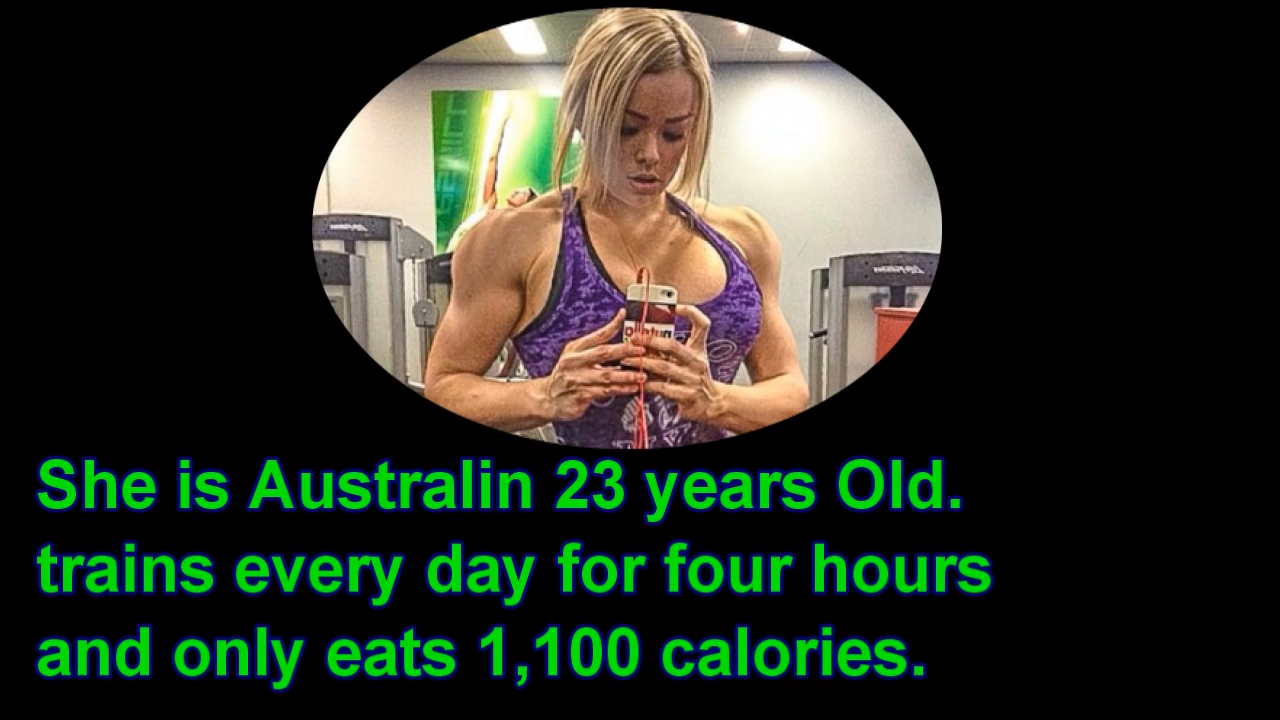 She is Australin 23 years Old.
trains every day for four hours
and only eats 1,100 calories.